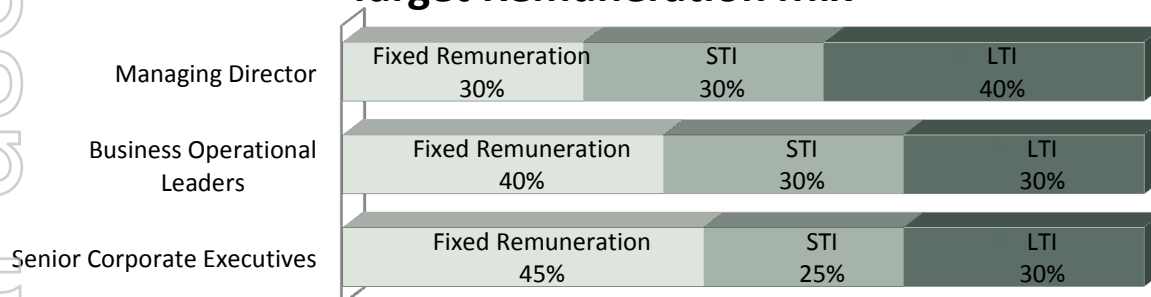 Target Remuneration Mix
Managing Director
Fixed Remuneration
30%
STI
30%
LTI
40%
Business Operational
Leaders
Fixed Remuneration
40%
STI
30%
LTI
30%
Senior Corporate Executives
Fixed Remuneration
45%
STI
25%
LTI
30%